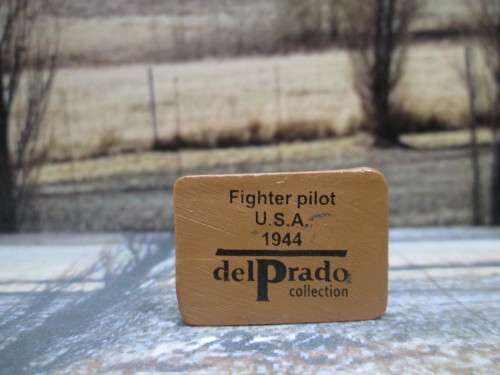 Fighter pilot
U.S.A.
1944
delPrado
collection